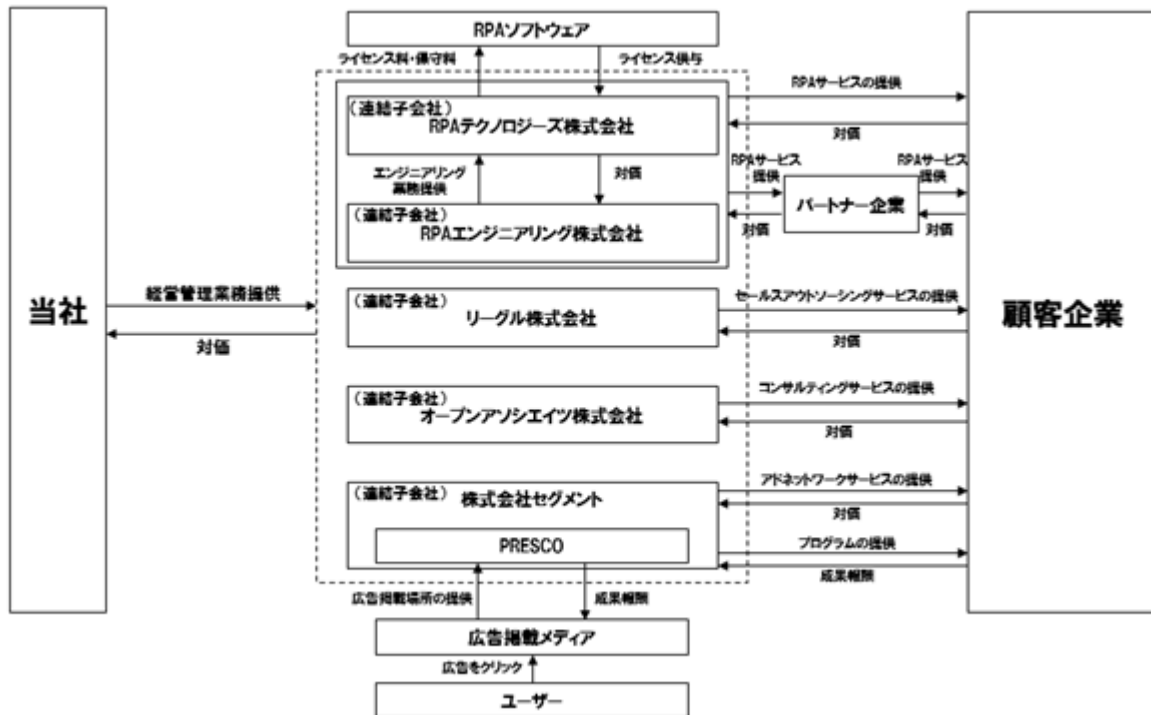 RPAソフトウェア
ライセンス料・保守料
ライセンス供与
(連結子会社)
RPAテクノロジーズ株式会社
RPAサービスの提供
対価
エンジニアリング
業務提供
対価
RPAサービス
提供
RPAサービス
提供
パートナー企業
対価
対価
(連結子会社)
RPAエンジニアリング株式会社
当社
経営管理業務提供
対価
顧客企業
(連結子会社)
リーグル株式会社
セールスアウトソーシングサービスの提供
対価
(連結子会社)
オープンアソシエイツ株式会社
コンサルティングサービスの提供
対価
(連結子会社)
株式会社セグメント
アドネットワークサービスの提供
対価
PRESCO
プログラムの提供
成果報酬
広告掲載場所の提供
成果報酬
広告掲載メディア
広告をクリック
ユーザー